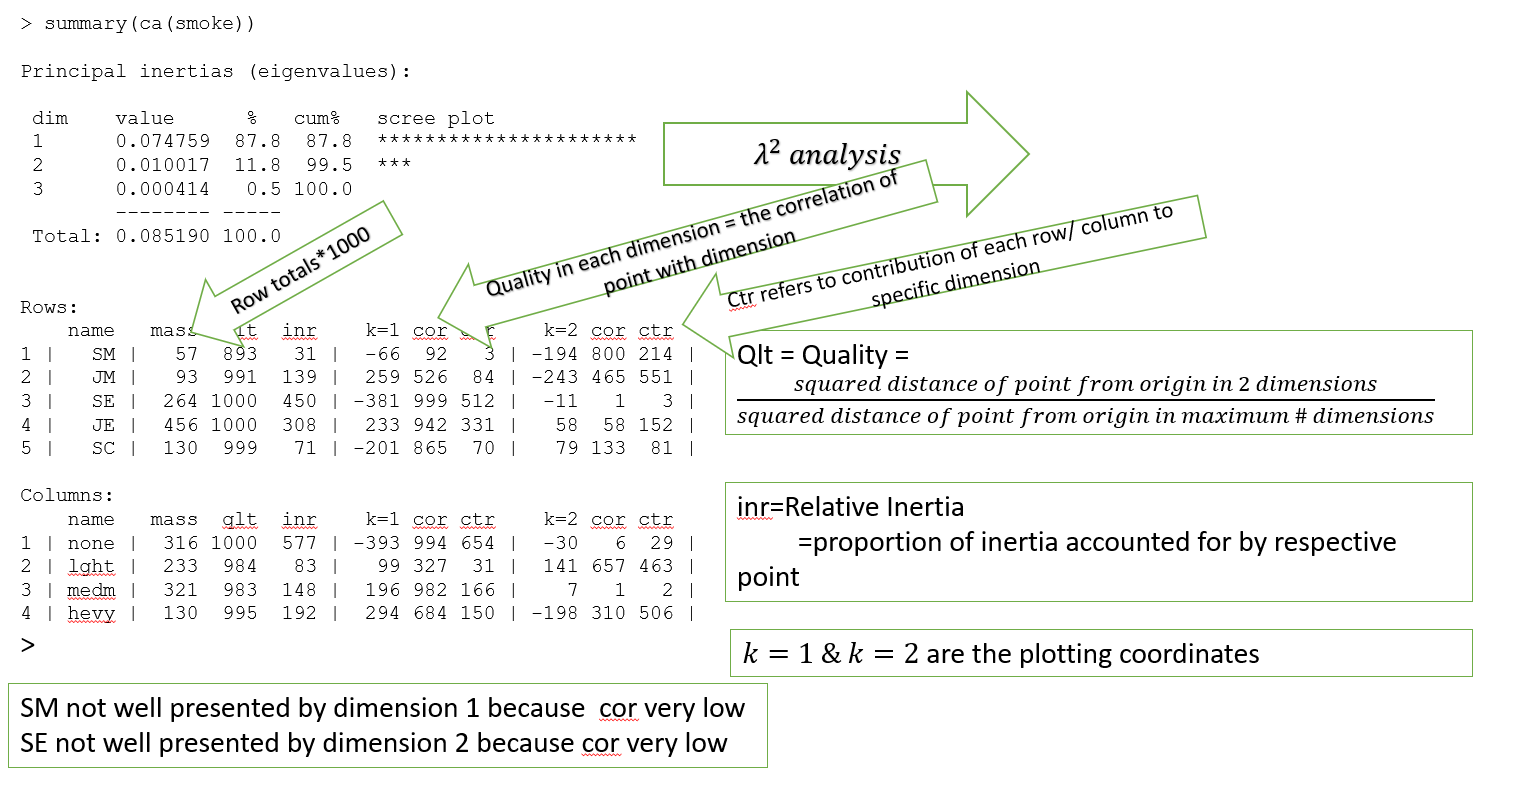 > summary(ca(smoke))
Principal inertias (eigenvalues):
dim value % cum% scree plot
1 0.074759 87.8 87.8 **********************
2 0.010017 11.8 99.5 ***
3 0.000414 0.5 100.0
-------- -----
Total: 0.085190 100.0
λ² analysis
Row totals*1000
Quality in each dimension = the correlation of
point with dimension
Ctr refers to contribution of each row/ column to
specific dimension
Rows:
name mass qlt inr k=1 cor ctr k=2 cor ctr
1 | SM | 57 893 31 | -66 92 3 | -194 800 214 |
2 | JM | 93 991 139 | 259 526 84 | -243 465 551 |
3 | SE | 264 1000 450 | -381 999 512 | -11 1 3 |
4 | JE | 456 1000 308 | 233 942 331 | 58 58 152 |
5 | SC | 130 999 71 | -201 865 70 | 79 133 81 |
Columns:
name mass qlt inr k=1 cor ctr k=2 cor ctr
1 | none | 316 1000 577 | -393 994 654 | -30 6 29 |
2 | lght | 233 984 83 | 99 327 31 | 141 657 463 |
3 | medm | 321 983 148 | 196 982 166 | 7 1 2 |
4 | hevy | 130 995 192 | 294 684 150 | -198 310 506 |
>
Qlt = Quality =
squared distance of point from origin in 2 dimensions
squared distance of point from origin in maximum # dimensions
inr=Relative Inertia
=proportion of inertia accounted for by respective
point
k = 1 & k = 2 are the plotting coordinates
SM not well presented by dimension 1 because cor very low
SE not well presented by dimension 2 because cor very low